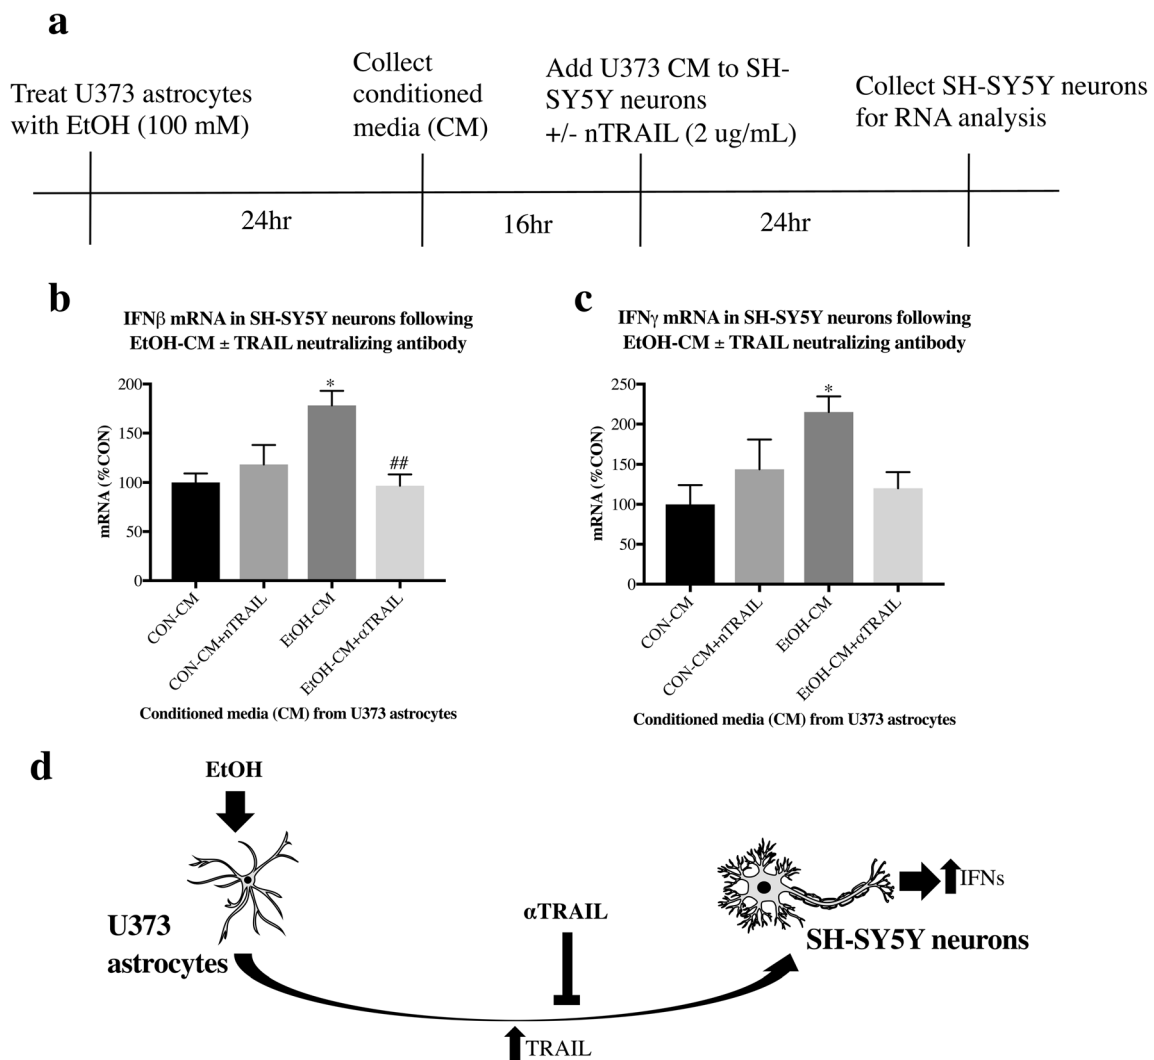 a
Treat U373 astrocytes
with EtOH (100 mM)
Collect
conditioned
media (CM)
Add U373 CM to SH-
SY5Y neurons
+/- nTRAIL (2 ug/mL)
Collect SH-SY5Y neurons
for RNA analysis
24hr
16hr
24hr
b
IFNβ mRNA in SH-SY5Y neurons following
EtOH-CM ± TRAIL neutralizing antibody
mRNA (%CON)
200
150
100
50
0
*
##
CON-CM
CON-CM+nTRAIL
EtOH-CM
EtOH-CM+αTRAIL
Conditioned media (CM) from U373 astrocytes
c
IFNγ mRNA in SH-SY5Y neurons following
EtOH-CM ± TRAIL neutralizing antibody
mRNA (%CON)
250
200
150
100
50
0
*
CON-CM
CON-CM+nTRAIL
EtOH-CM
EtOH-CM+αTRAIL
Conditioned media (CM) from U373 astrocytes
d
EtOH
U373
astrocytes
αTRAIL
TRAIL
IFNs
SH-SY5Y neurons